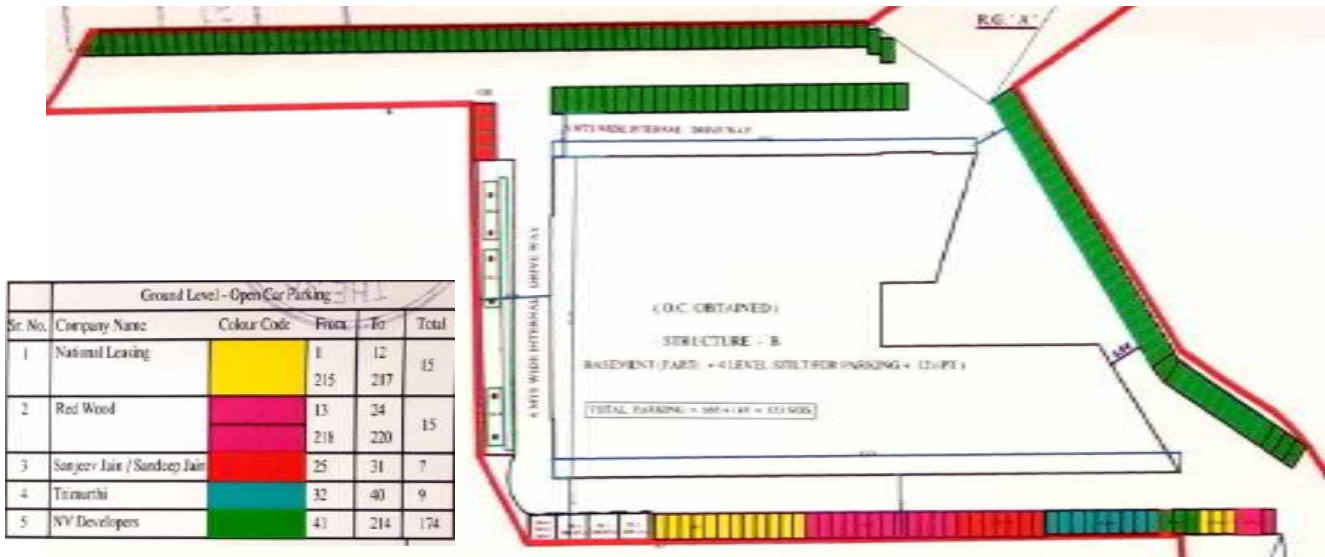 R.G. 'A'
6 MTS WIDE INTERNAL DRIVE WAY
6 MTS WIDE INTERNAL DRIVE WAY
( O.C. OBTAINED )
STRUCTURE - B
BASEMENT (PART) + 4 LEVEL STILT FOR PARKING +
TOTAL PARKING =
Ground Level - Open Car Parking
Sr. No. Company Name Colour Code From To Total
1 National Leasing 1 12 15
215 217
2 Red Wood 13 24 15
218 220
3 Sanjeev Jain / Sandeep Jain 25 31 7
4 Trimurthi 32 40 9
5 NV Developers 41 214 174